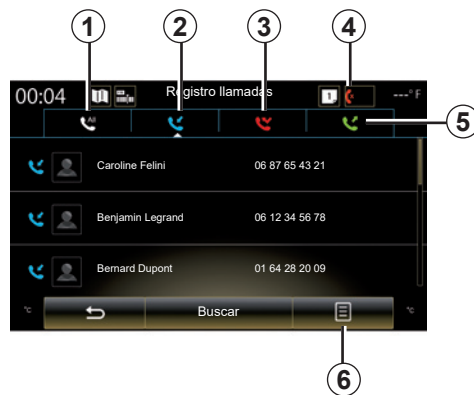 1 2 3 4
00:04 Registro llamadas 1 ---°F
All
5
Caroline Felini 06 87 65 43 21
Benjamin Legrand 06 12 34 56 78
Bernard Dupont 01 64 28 20 09
°C Buscar °C
6